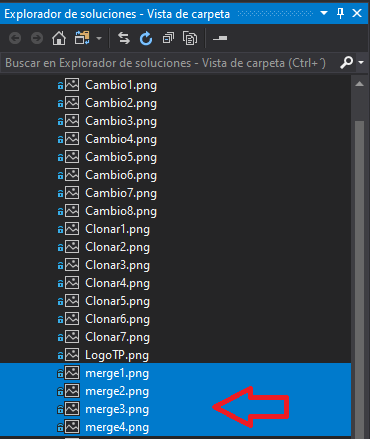 Explorador de soluciones - Vista de carpeta
Buscar en Explorador de soluciones - Vista de carpeta (Ctrl+´)
Cambio1.png
Cambio2.png
Cambio3.png
Cambio4.png
Cambio5.png
Cambio6.png
Cambio7.png
Cambio8.png
Clonar1.png
Clonar2.png
Clonar3.png
Clonar4.png
Clonar5.png
Clonar6.png
Clonar7.png
LogoTP.png
merge1.png
merge2.png
merge3.png
merge4.png